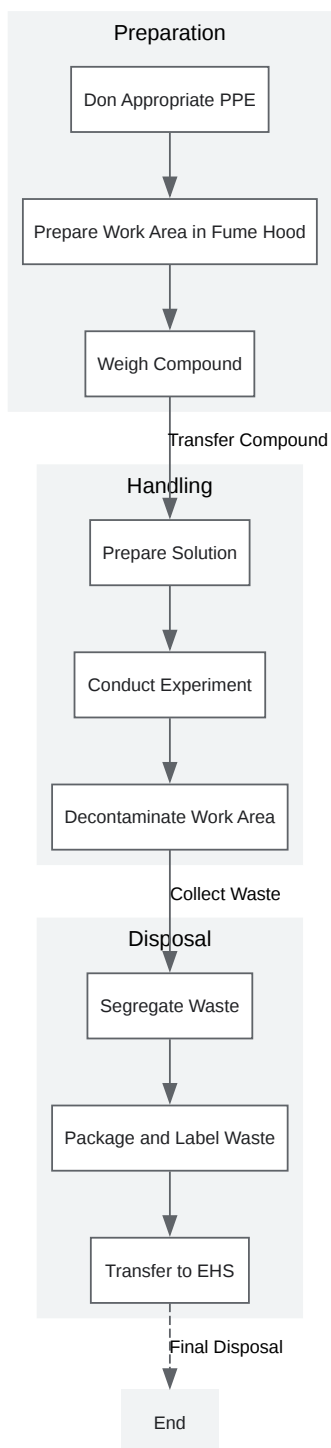 Preparation
Don Appropriate PPE
Prepare Work Area in Fume Hood
Weigh Compound
Transfer Compound
Handling
Prepare Solution
Conduct Experiment
Decontaminate Work Area
Collect Waste
Disposal
Segregate Waste
Package and Label Waste
Transfer to EHS
Final Disposal
End